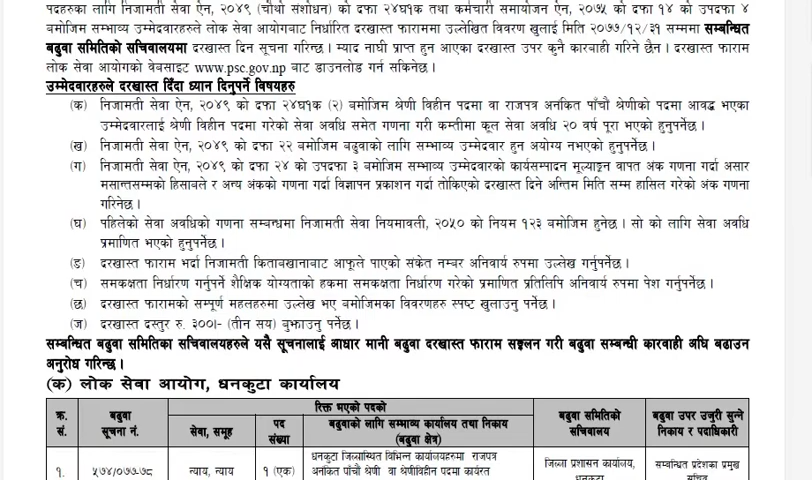 पदहरुका लागि निजामती सेवा ऐन, २०४९ (चौथो संशोधन) को दफा २४घ१क तथा कर्मचारी समायोजन ऐन, २०७५ को दफा १४ को उपदफा ४
बमोजिम सम्भाव्य उम्मेदवारहरुले लोक सेवा आयोगबाट निर्धारित दरखास्त फाराममा उल्लेखित विवरण खुलाई मिति २०७७/१२/३१ सम्ममा सम्बन्धित
बढुवा समितिको सचिवालयमा दरखास्त दिन सूचना गरिन्छ । म्याद नाघी प्राप्त हुन आएका दरखास्त उपर कुनै कारबाही गरिने छैन । दरखास्त फाराम
लोक सेवा आयोगको वेबसाइट www.psc.gov.np बाट डाउनलोड गर्न सकिनेछ ।
उम्मेदवारहरुले दरखास्त दिंदा ध्यान दिनुपर्ने विषयहरु
(क) निजामती सेवा ऐन, २०४९ को दफा २४घ१क (२) बमोजिम श्रेणी विहीन पदमा वा राजपत्र अनंकित पाँचौ श्रेणीको पदमा आवद्ध भएका
उम्मेदवारलाई श्रेणी विहीन पदमा गरेको सेवा अवधि समेत गणना गरी कम्तीमा कूल सेवा अवधि २० वर्ष पूरा भएको हुनुपर्नेछ ।
(ख) निजामती सेवा ऐन, २०४९ को दफा २२ बमोजिम बढुवाको लागि सम्भाव्य उम्मेदवार हुन अयोग्य नभएको हुनुपर्नेछ ।
(ग) निजामती सेवा ऐन, २०४९ को दफा २४ को उपदफा ३ बमोजिम सम्भाव्य उम्मेदवारको कार्यसम्पादन मूल्याङ्कन वापत अंक गणना गर्दा असार
मसान्तसम्मको हिसाबले र अन्य अंकको गणना गर्दा विज्ञापन प्रकाशन गर्दा तोकिएको दरखास्त दिने अन्तिम मिति सम्म हासिल गरेको अंक गणना
गरिनेछ ।
(घ) पहिलेको सेवा अवधिको गणना सम्बन्धमा निजामती सेवा नियमावली, २०५० को नियम १२३ बमोजिम हुनेछ । सो को लागि सेवा अवधि
प्रमाणित भएको हुनुपर्नेछ ।
(ङ) दरखास्त फाराम भर्दा निजामती किताबखानाबाट आफूले पाएको संकेत नम्बर अनिवार्य रुपमा उल्लेख गर्नुपर्नेछ ।
(च) समकक्षता निर्धारण गर्नुपर्ने शैक्षिक योग्यताको हकमा समकक्षता निर्धारण गरेको प्रमाणित प्रतिलिपि अनिवार्य रुपमा पेश गर्नुपर्नेछ ।
(छ) दरखास्त फारामको सम्पूर्ण महलहरुमा उल्लेख भए बमोजिमका विवरणहरु स्पष्ट खुलाउनु पर्नेछ ।
(ज) दरखास्त दस्तुर रु. ३००।- (तीन सय) बुझाउनु पर्नेछ ।
सम्बन्धित बढुवा समितिका सचिवालयहरुले यसै सूचनालाई आधार मानी बढुवा दरखास्त फाराम सङ्कलन गरी बढुवा सम्बन्धी कारवाही अघि बढाउन
अनुरोध गरिन्छ ।
(क) लोक सेवा आयोग, धनकुटा कार्यालय
क्र. सं. बढुवा सूचना नं. रिक्त भएको पदको बढुवा समितिको सचिवालय बढुवा उपर उजुरी सुन्ने निकाय र पदाधिकारी
सेवा, समूह पद संख्या बढुवाको लागि सम्भाव्य कार्यालय तथा निकाय (बढुवा क्षेत्र)
१. ५७४/०७७-७८ न्याय, न्याय १ (एक) धनकुटा जिल्लास्थित विभिन्न कार्यालयहरुमा राजपत्र अनंकित पाँचौ श्रेणी वा श्रेणीविहीन पदमा कार्यरत जिल्ला प्रशासन कार्यालय, धनकुटा सम्बन्धित प्रदेशका प्रमुख सचिव